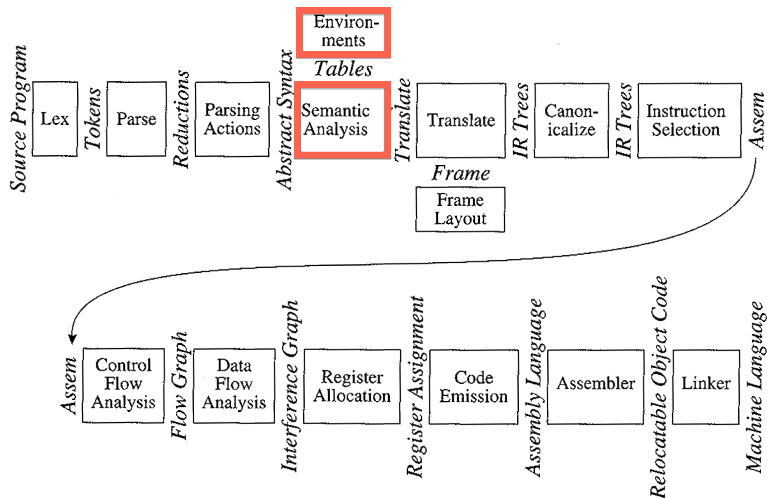 Environ-
ments
Tables
Source Program
Lex
Tokens
Parse
Reductions
Parsing
Actions
Abstract Syntax
Semantic
Analysis
Translate
Translate
IR Trees
Canon-
icalize
IR Trees
Instruction
Selection
Assem
Frame
Frame
Layout
Assem
Control
Flow
Analysis
Flow Graph
Data
Flow
Analysis
Interference Graph
Register
Allocation
Register Assignment
Code
Emission
Assembly Language
Assembler
Relocatable Object Code
Linker
Machine Language